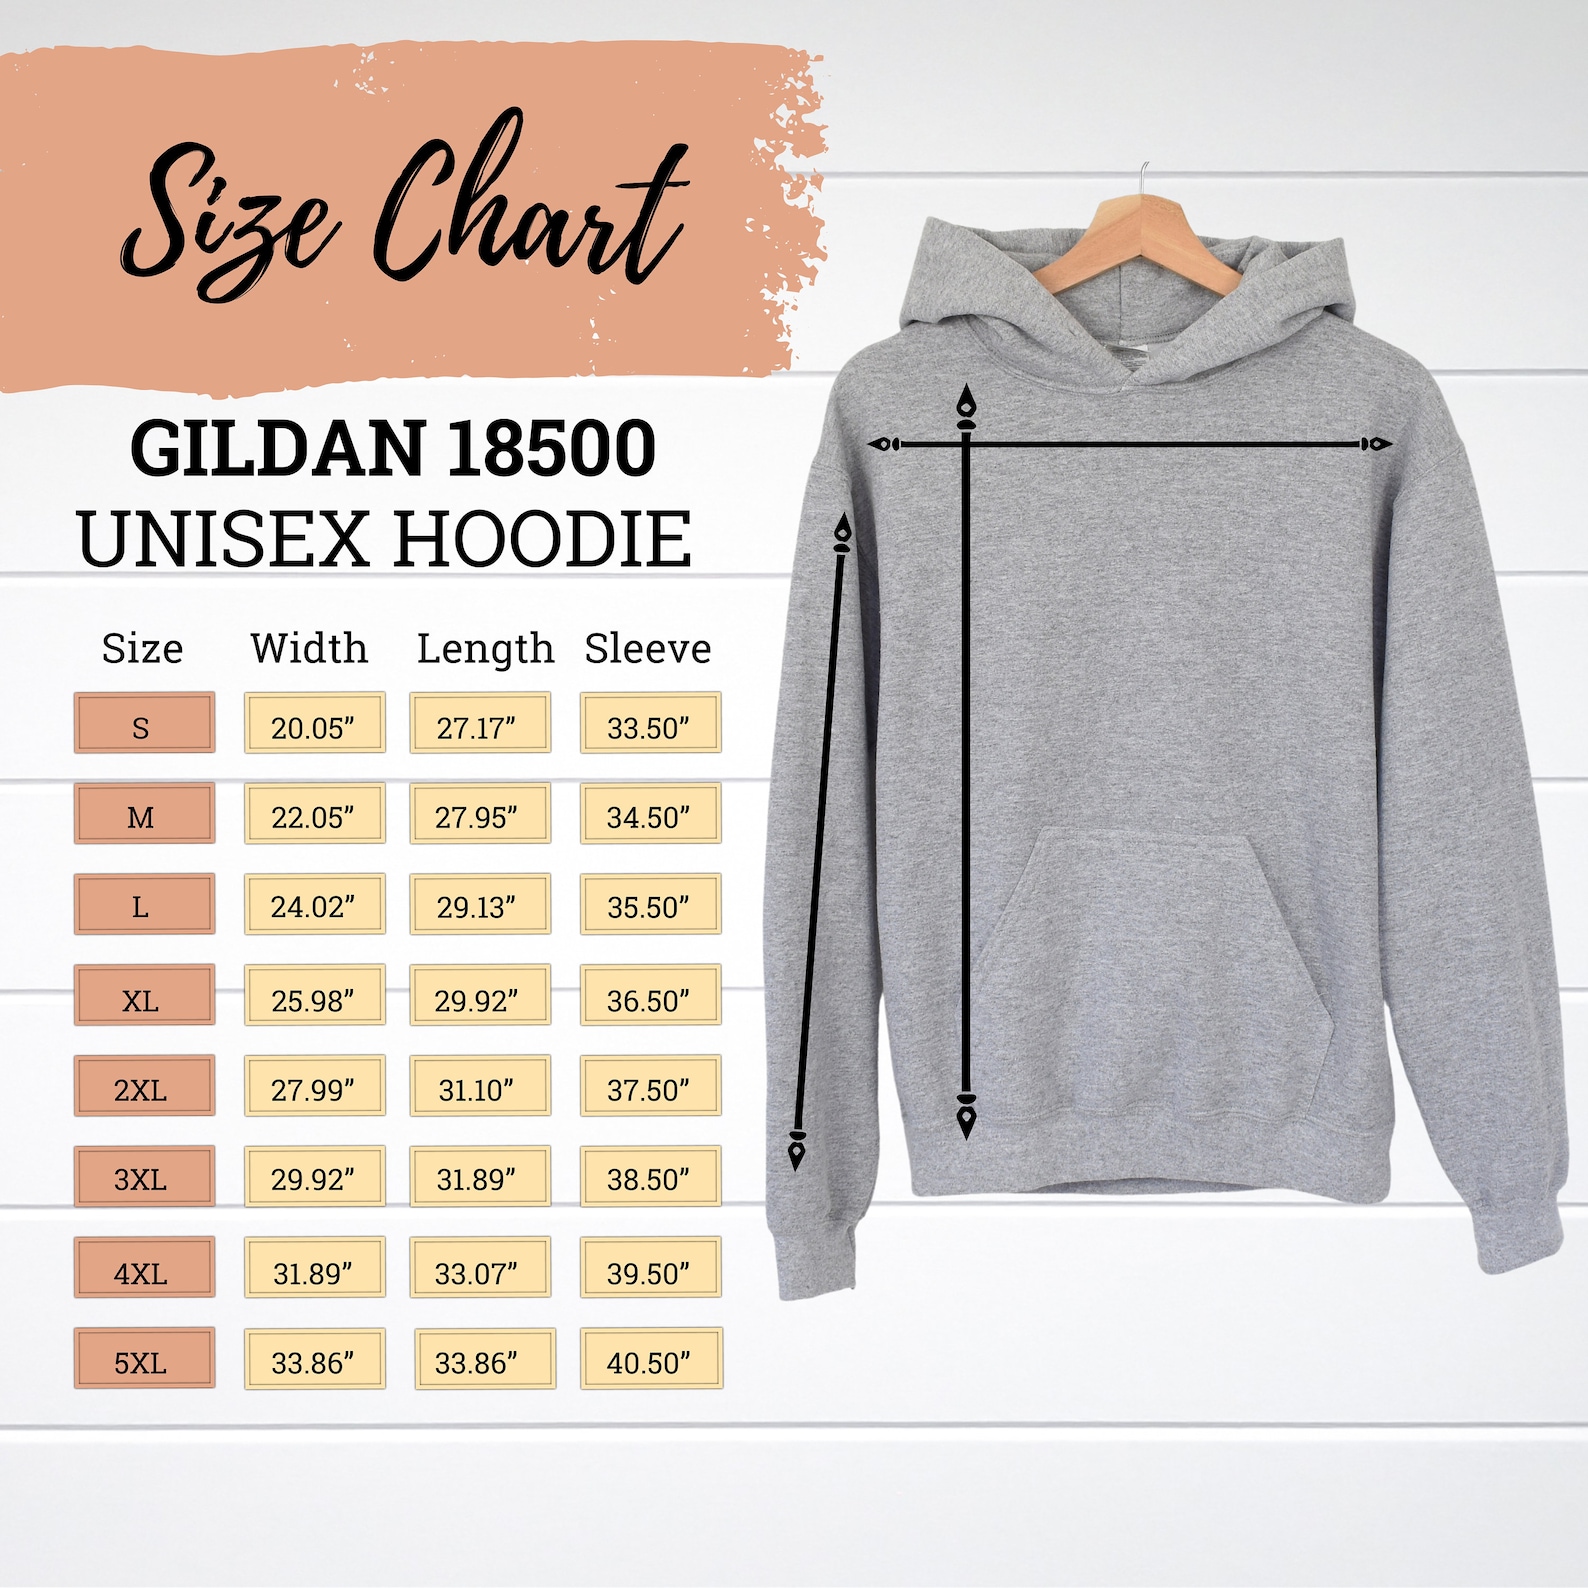 Size Chart
GILDAN 18500
UNISEX HOODIE
Size Width Length Sleeve
S 20.05” 27.17” 33.50”
M 22.05” 27.95” 34.50”
L 24.02” 29.13” 35.50”
XL 25.98” 29.92” 36.50”
2XL 27.99” 31.10” 37.50”
3XL 29.92” 31.89” 38.50”
4XL 31.89” 33.07” 39.50”
5XL 33.86” 33.86” 40.50”